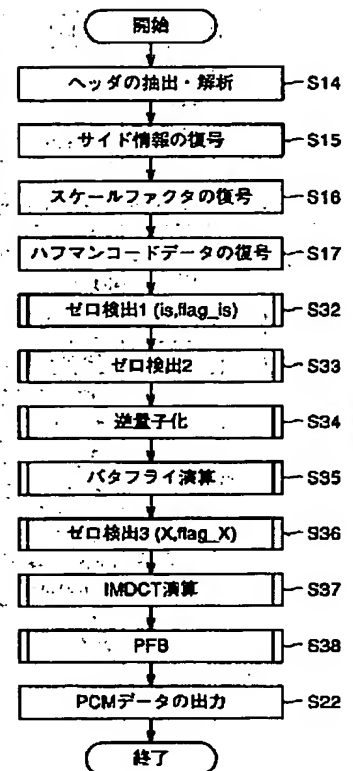 開始
ヘッダの抽出・解析 S14
サイド情報の復号 S15
スケールファクタの復号 S16
ハフマンコードデータの復号 S17
ゼロ検出1 (is,flag_is) S32
ゼロ検出2 S33
逆量子化 S34
バタフライ演算 S35
ゼロ検出3 (X,flag_X) S36
IMDCT演算 S37
PFB S38
PCMデータの出力 S22
終了